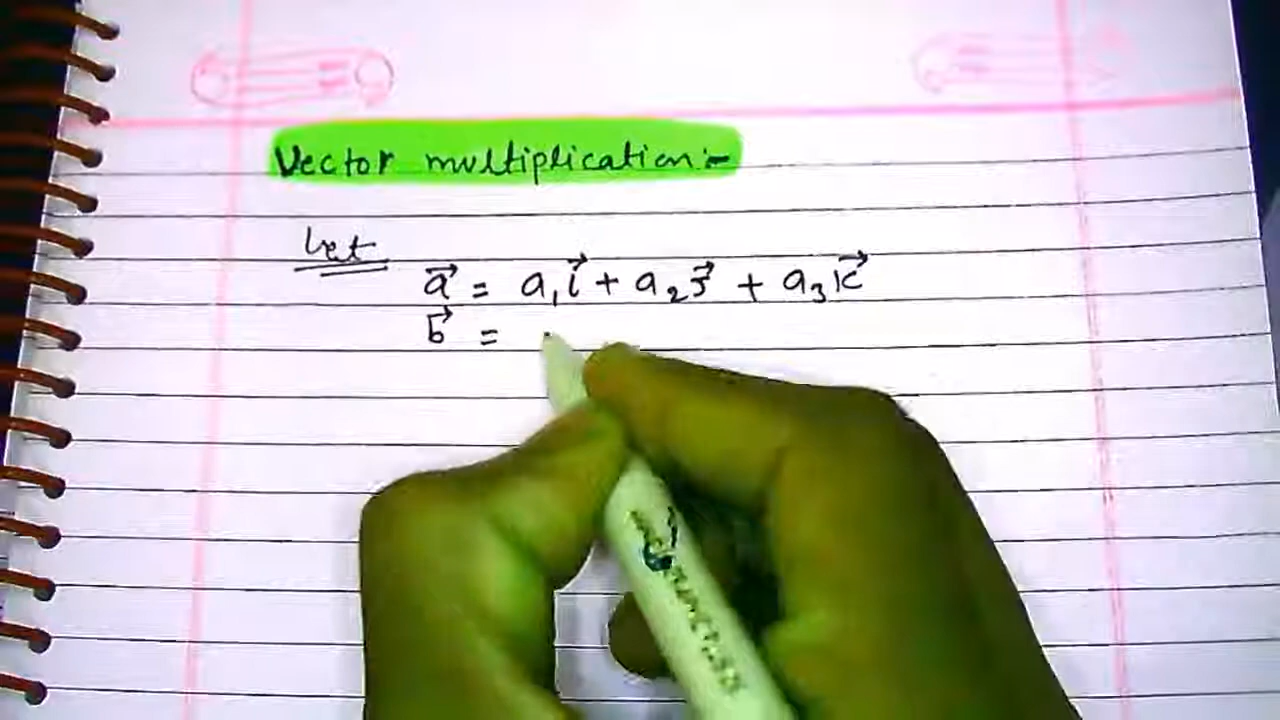 Vector multiplication:-
Let
a⃗ = a₁i⃗ + a₂j⃗ + a₃k⃗
b⃗ =